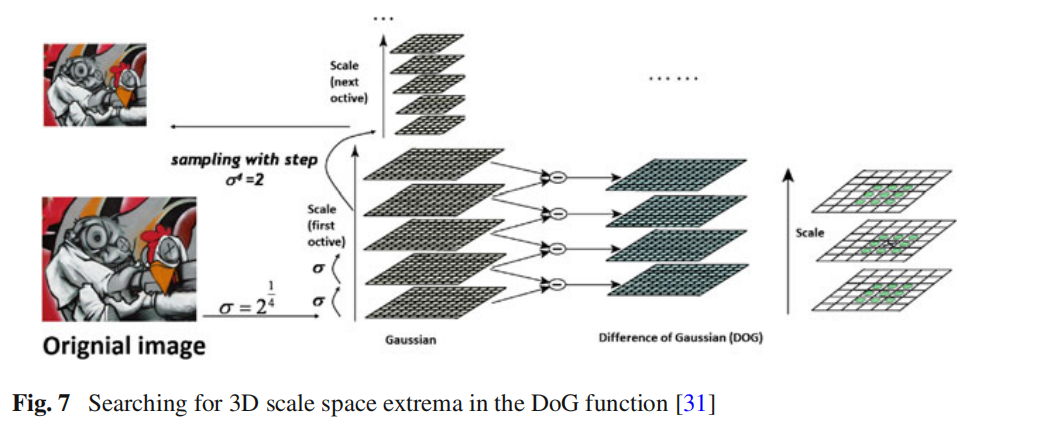 ...
Scale
(next
octive)
... ...
sampling with step
σ⁴=2
Scale
(first
octive)
σ
σ
σ = 2^(1/4)
Scale
Orignial image
Gaussian
Difference of Gaussian (DOG)
Fig. 7 Searching for 3D scale space extrema in the DoG function [31]